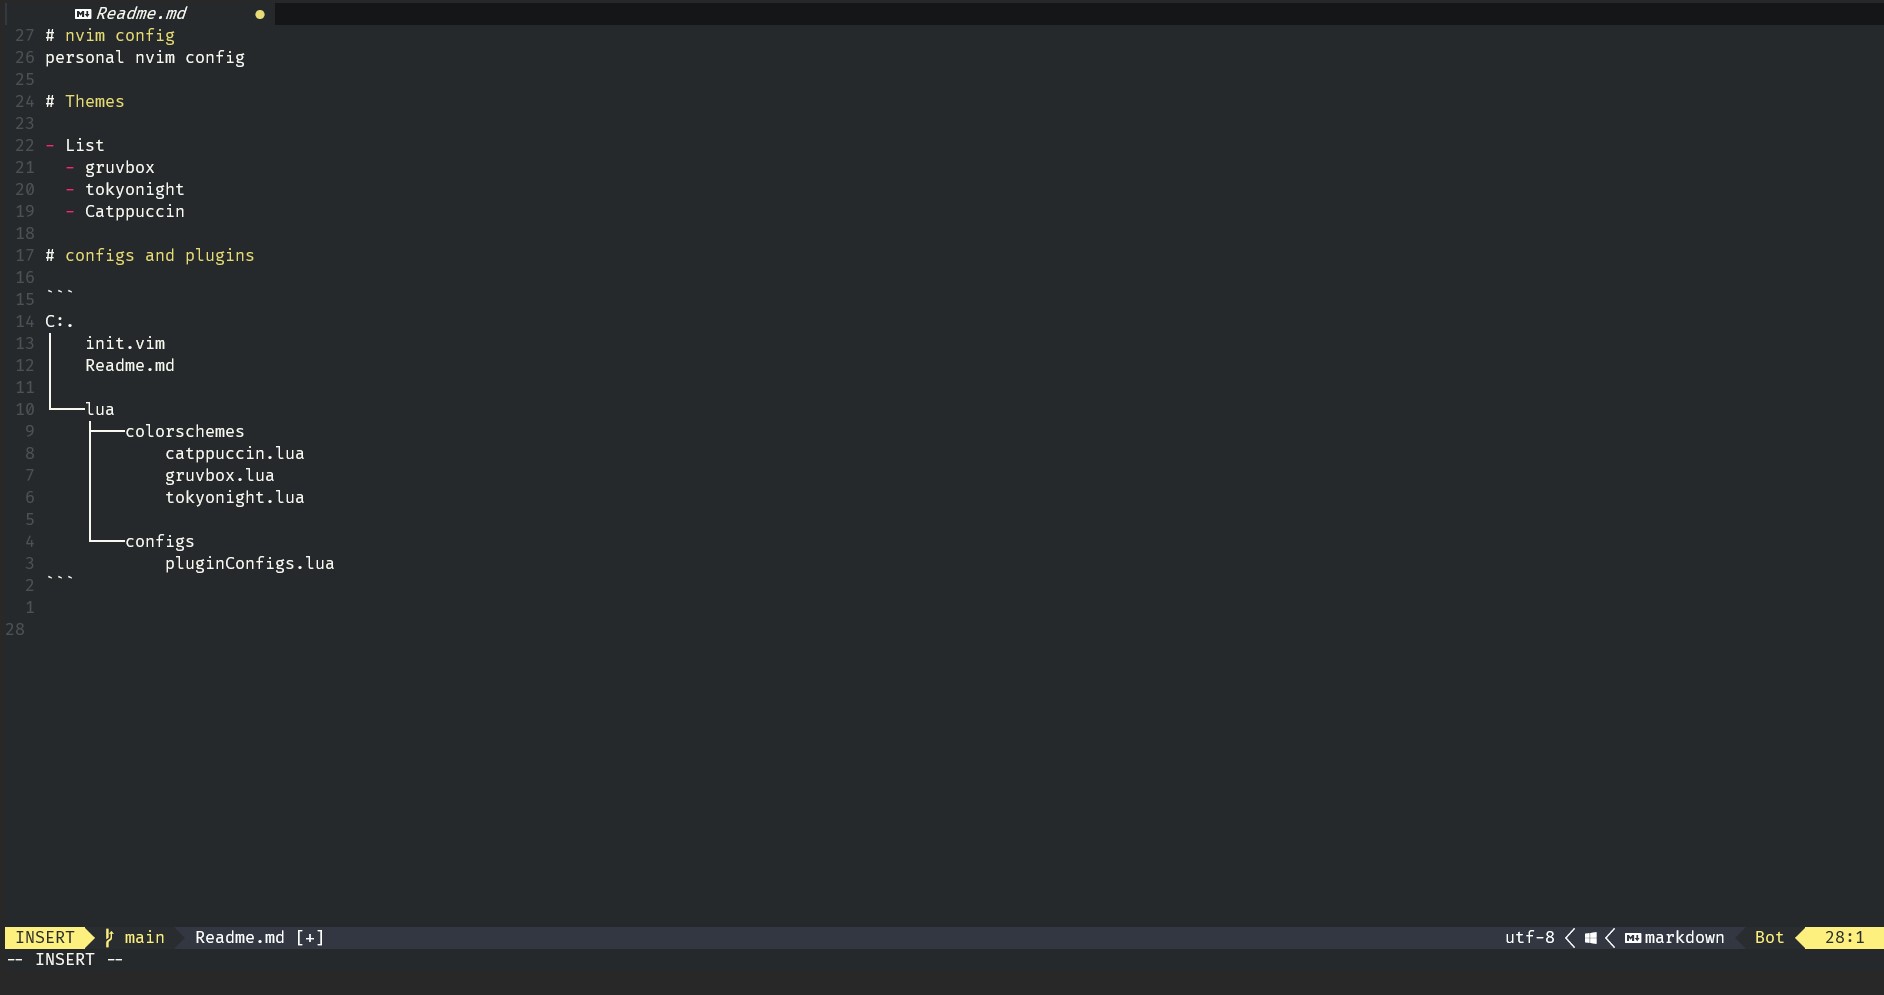 Readme.md ●
27 # nvim config
26 personal nvim config
25
24 # Themes
23
22 - List
21   - gruvbox
20   - tokyonight
19   - Catppuccin
18
17 # configs and plugins
16
15 ```
14 C:.
13 │   init.vim
12 │   Readme.md
11 │
10 └───lua
 9     ├───colorschemes
 8     │       catppuccin.lua
 7     │       gruvbox.lua
 6     │       tokyonight.lua
 5     │
 4     └───configs
 3             pluginConfigs.lua
 2 ```
 1
28
INSERT main Readme.md [+] utf-8 markdown Bot 28:1
-- INSERT --